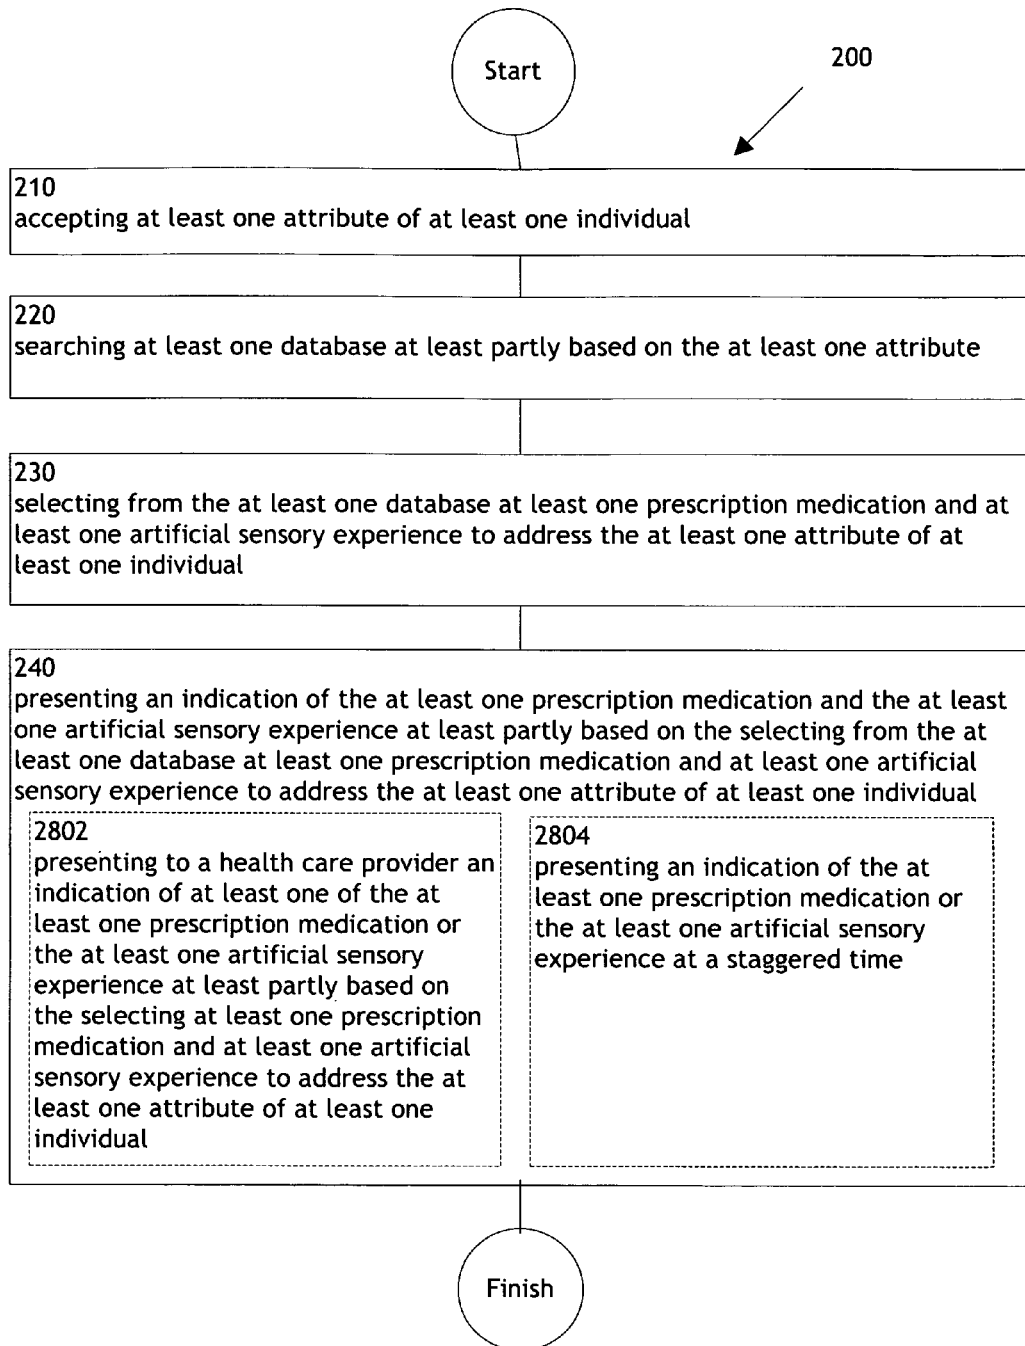 Start
200
210
accepting at least one attribute of at least one individual
220
searching at least one database at least partly based on the at least one attribute
230
selecting from the at least one database at least one prescription medication and at
least one artificial sensory experience to address the at least one attribute of at
least one individual
240
presenting an indication of the at least one prescription medication and the at least
one artificial sensory experience at least partly based on the selecting from the at
least one database at least one prescription medication and at least one artificial
sensory experience to address the at least one attribute of at least one individual
2802
presenting to a health care provider an
indication of at least one of the at
least one prescription medication or
the at least one artificial sensory
experience at least partly based on
the selecting at least one prescription
medication and at least one artificial
sensory experience to address the at
least one attribute of at least one
individual
2804
presenting an indication of the at
least one prescription medication or
the at least one artificial sensory
experience at a staggered time
Finish